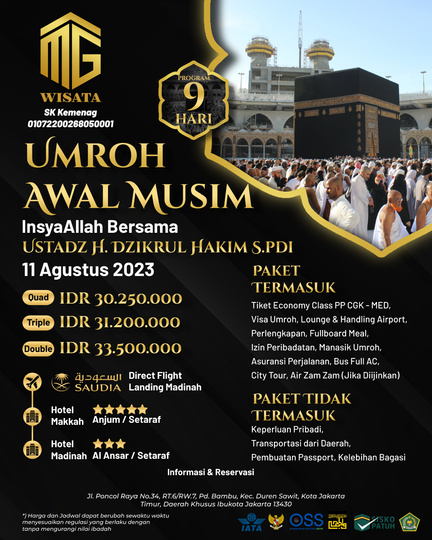 MG
WISATA
SK Kemenag
01072200268050001
PROGRAM
9
HARI
UMROH
AWAL MUSIM
InsyaAllah Bersama
USTADZ H. DZIKRUL HAKIM S.PDI
11 Agustus 2023
Quad IDR 30.250.000
Triple IDR 31.200.000
Double IDR 33.500.000
السعودية
SAUDIA
Direct Flight
Landing Madinah
Hotel
Makkah
Anjum / Setaraf
Hotel
Madinah
Al Ansar / Setaraf
PAKET
TERMASUK
Tiket Economy Class PP CGK - MED,
Visa Umroh, Lounge & Handling Airport,
Perlengkapan, Fullboard Meal,
Izin Peribadatan, Manasik Umroh,
Asuransi Perjalanan, Bus Full AC,
City Tour, Air Zam Zam (Jika Diijinkan)
PAKET TIDAK
TERMASUK
Keperluan Pribadi,
Transportasi dari Daerah,
Pembuatan Passport, Kelebihan Bagasi
Informasi & Reservasi
Jl. Poncol Raya No.34, RT.6/RW.7, Pd. Bambu, Kec. Duren Sawit, Kota Jakarta
Timur, Daerah Khusus Ibukota Jakarta 13430
*) Harga dan Jadwal dapat berubah sewaktu waktu
menyesuaikan regulasi yang berlaku dengan
tanpa mengurangi nilai ibadah
IATA
OSS
SISKO
PATUH